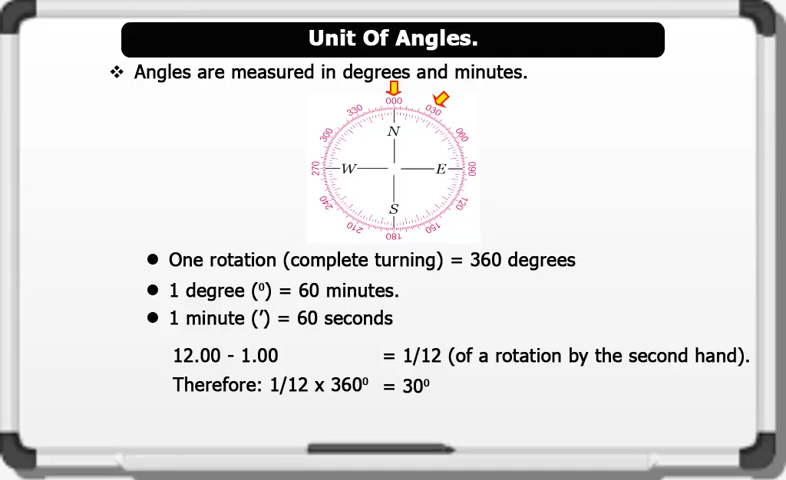 Unit Of Angles.
❖ Angles are measured in degrees and minutes.
000
330 030
300 N 060
270 W E 090
240 S 120
210 150
180
● One rotation (complete turning) = 360 degrees
● 1 degree (⁰) = 60 minutes.
● 1 minute (′) = 60 seconds
12.00 - 1.00 = 1/12 (of a rotation by the second hand).
Therefore: 1/12 x 360⁰ = 30⁰